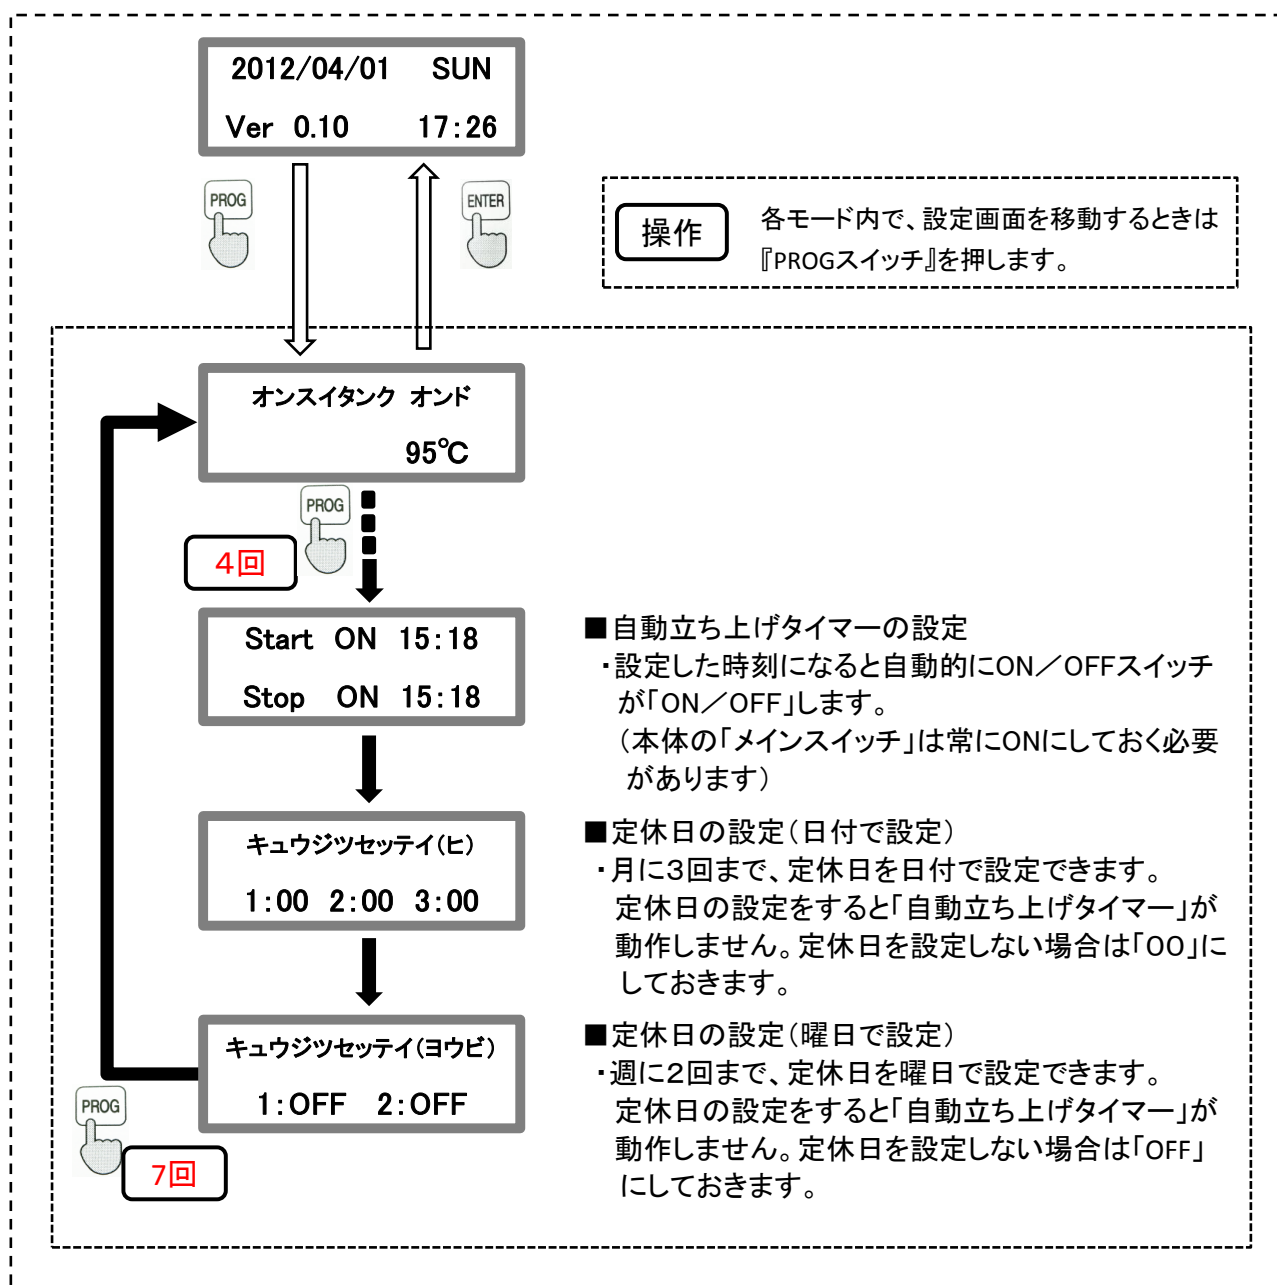 2012/04/01 SUN
Ver 0.10 17:26
PROG
ENTER
操作
各モード内で、設定画面を移動するときは
『PROGスイッチ』を押します。
オンスイタンク オンド
95℃
PROG
4回
Start ON 15:18
Stop ON 15:18
■自動立ち上げタイマーの設定
・設定した時刻になると自動的にON／OFFスイッチ
が「ON／OFF」します。
（本体の「メインスイッチ」は常にONにしておく必要
があります）
キュウジツセッテイ(ヒ)
1:00 2:00 3:00
■定休日の設定（日付で設定）
・月に３回まで、定休日を日付で設定できます。
定休日の設定をすると「自動立ち上げタイマー」が
動作しません。定休日を設定しない場合は「00」に
しておきます。
キュウジツセッテイ(ヨウビ)
1:OFF 2:OFF
■定休日の設定（曜日で設定）
・週に２回まで、定休日を曜日で設定できます。
定休日の設定をすると「自動立ち上げタイマー」が
動作しません。定休日を設定しない場合は「OFF」
にしておきます。
PROG
7回